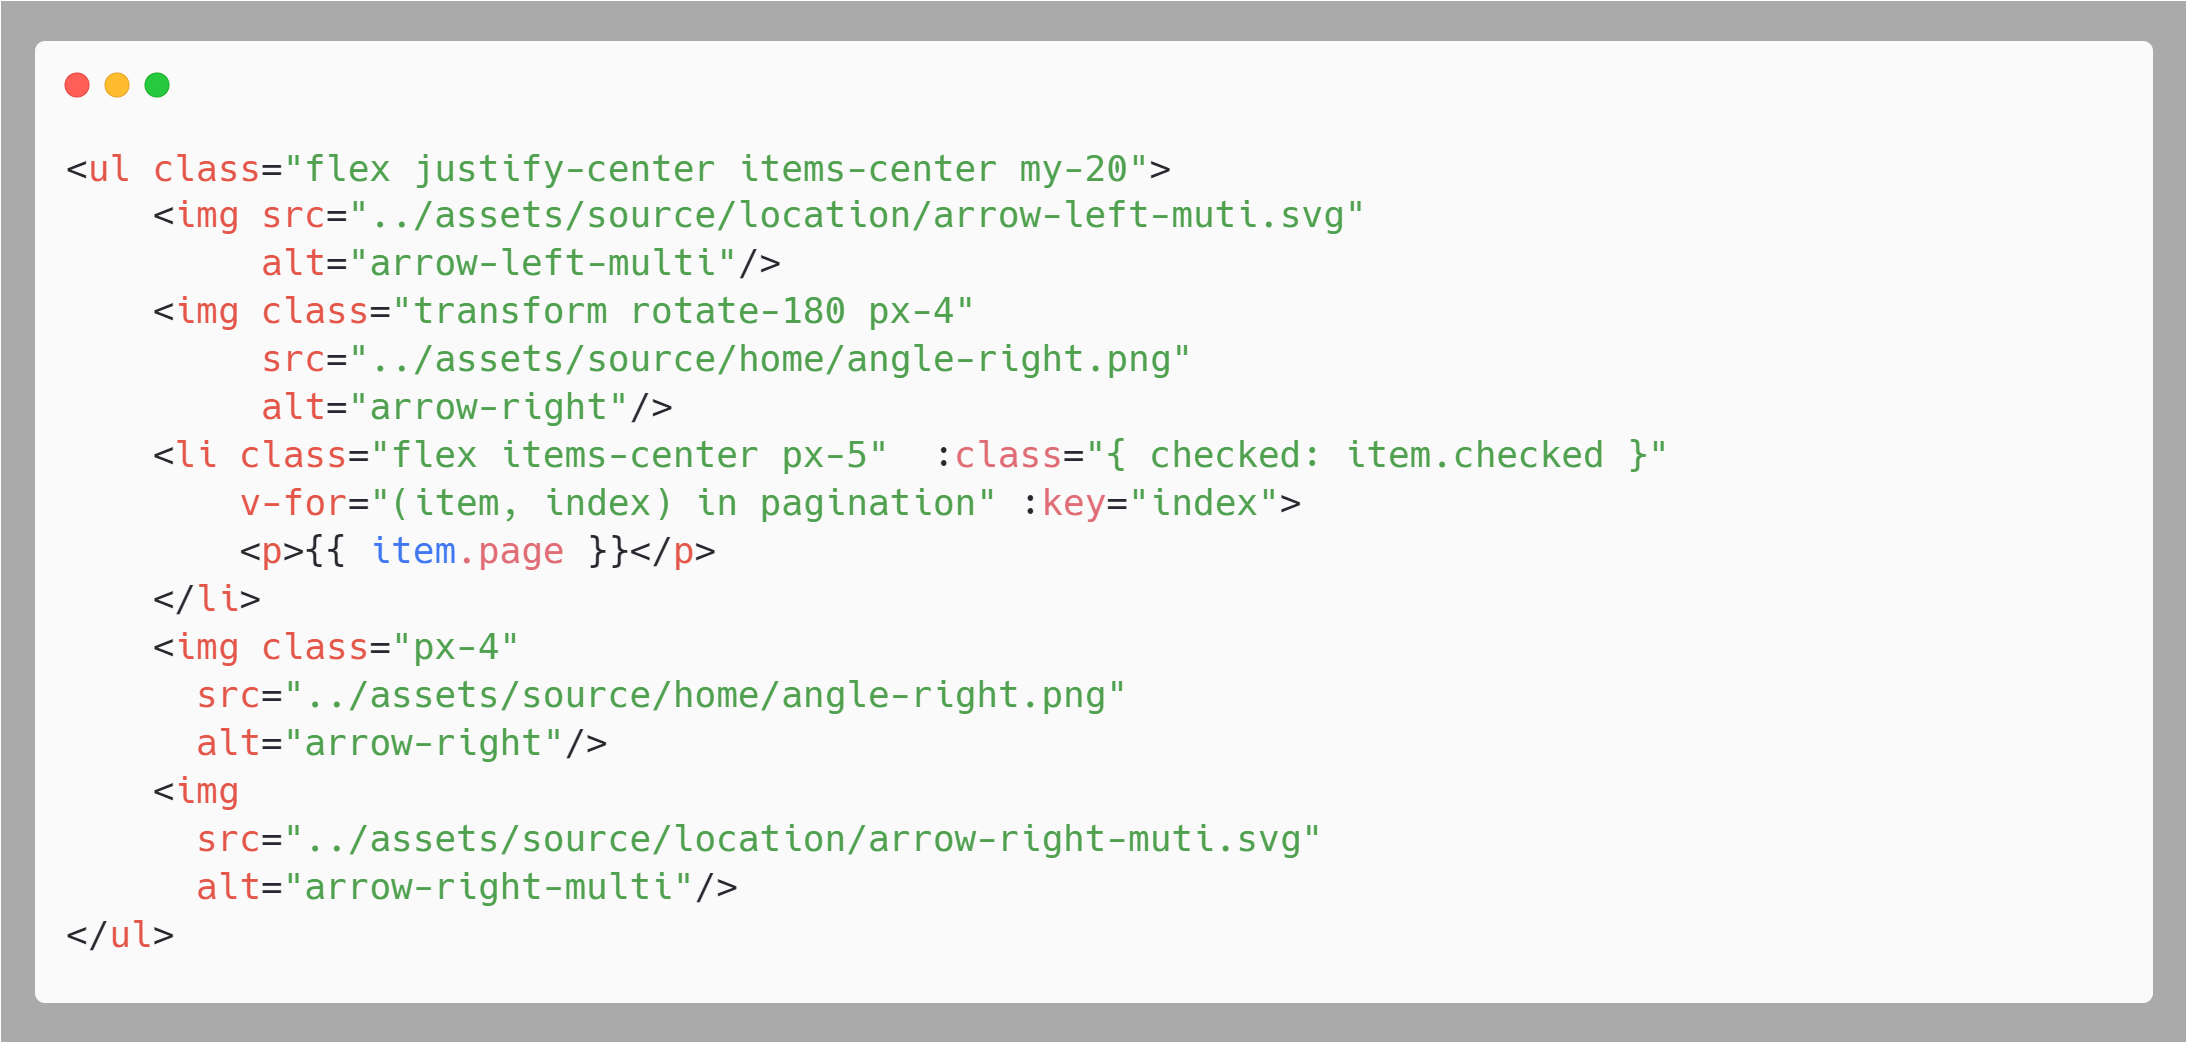 <ul class="flex justify-center items-center my-20">
    <img src="../assets/source/location/arrow-left-muti.svg"
         alt="arrow-left-multi"/>
    <img class="transform rotate-180 px-4"
         src="../assets/source/home/angle-right.png"
         alt="arrow-right"/>
    <li class="flex items-center px-5"  :class="{ checked: item.checked }"
        v-for="(item, index) in pagination" :key="index">
        <p>{{ item.page }}</p>
    </li>
    <img class="px-4"
      src="../assets/source/home/angle-right.png"
      alt="arrow-right"/>
    <img
      src="../assets/source/location/arrow-right-muti.svg"
      alt="arrow-right-multi"/>
</ul>